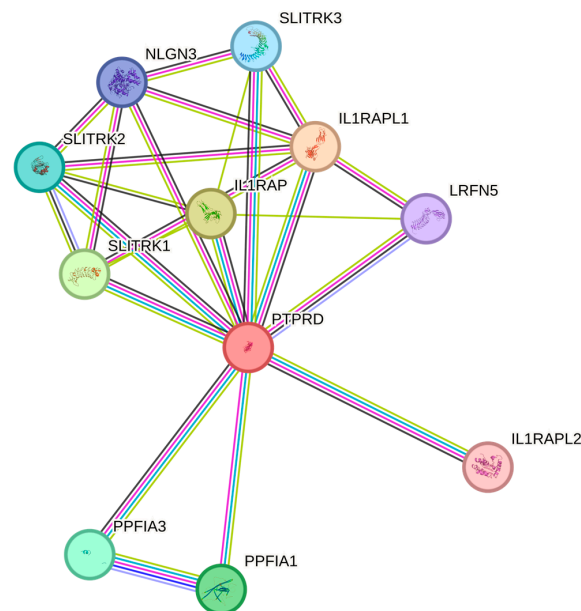 SLITRK3
NLGN3
IL1RAPL1
SLITRK2
IL1RAP
LRFN5
SLITRK1
PTPRD
IL1RAPL2
PPFIA3
PPFIA1